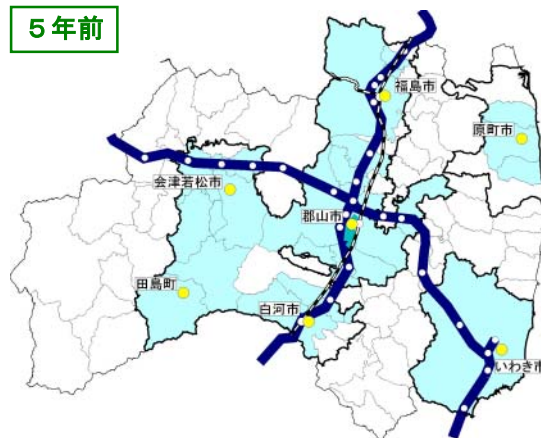 ５年前
福島市
原町市
会津若松市
郡山市
田島町
白河市
いわき市